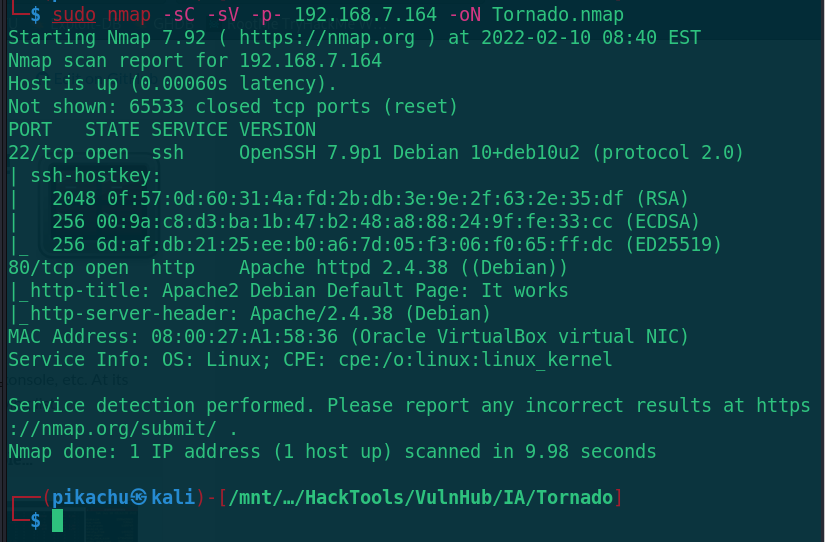 └─$ sudo nmap -sC -sV -p- 192.168.7.164 -oN Tornado.nmap
Starting Nmap 7.92 ( https://nmap.org ) at 2022-02-10 08:40 EST
Nmap scan report for 192.168.7.164
Host is up (0.00060s latency).
Not shown: 65533 closed tcp ports (reset)
PORT   STATE SERVICE VERSION
22/tcp open  ssh     OpenSSH 7.9p1 Debian 10+deb10u2 (protocol 2.0)
| ssh-hostkey:
|   2048 0f:57:0d:60:31:4a:fd:2b:db:3e:9e:2f:63:2e:35:df (RSA)
|   256 00:9a:c8:d3:ba:1b:47:b2:48:a8:88:24:9f:fe:33:cc (ECDSA)
|_  256 6d:af:db:21:25:ee:b0:a6:7d:05:f3:06:f0:65:ff:dc (ED25519)
80/tcp open  http    Apache httpd 2.4.38 ((Debian))
|_http-title: Apache2 Debian Default Page: It works
|_http-server-header: Apache/2.4.38 (Debian)
MAC Address: 08:00:27:A1:58:36 (Oracle VirtualBox virtual NIC)
Service Info: OS: Linux; CPE: cpe:/o:linux:linux_kernel
onsole, etc. At its
Service detection performed. Please report any incorrect results at https
://nmap.org/submit/ .
Nmap done: 1 IP address (1 host up) scanned in 9.98 seconds
┌──(pikachu㉿kali)-[/mnt/…/HackTools/VulnHub/IA/Tornado]
└─$